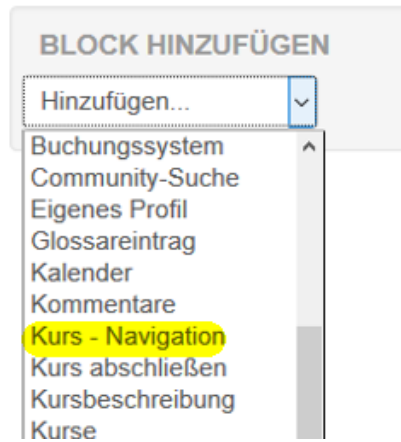 BLOCK HINZUFÜGEN
Hinzufügen...
Buchungssystem
Community-Suche
Eigenes Profil
Glossareintrag
Kalender
Kommentare
Kurs - Navigation
Kurs abschließen
Kursbeschreibung
Kurse